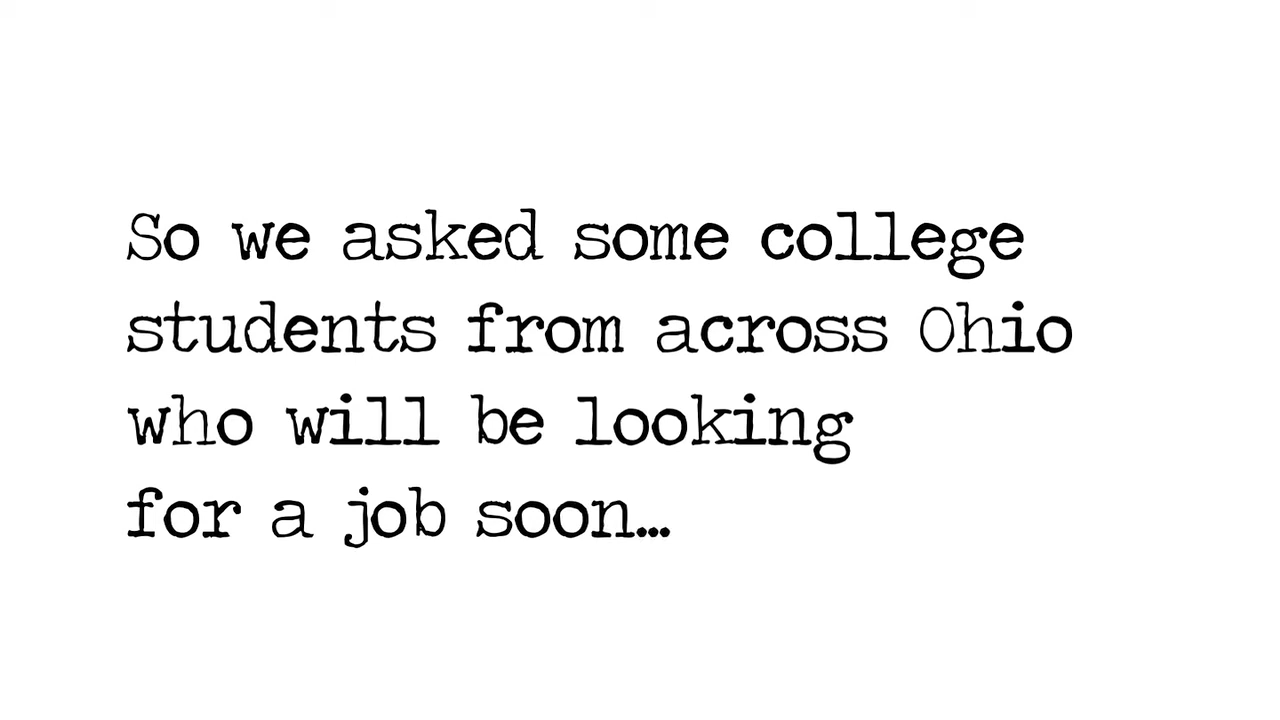 So we asked some college
students from across Ohio
who will be looking
for a job soon...